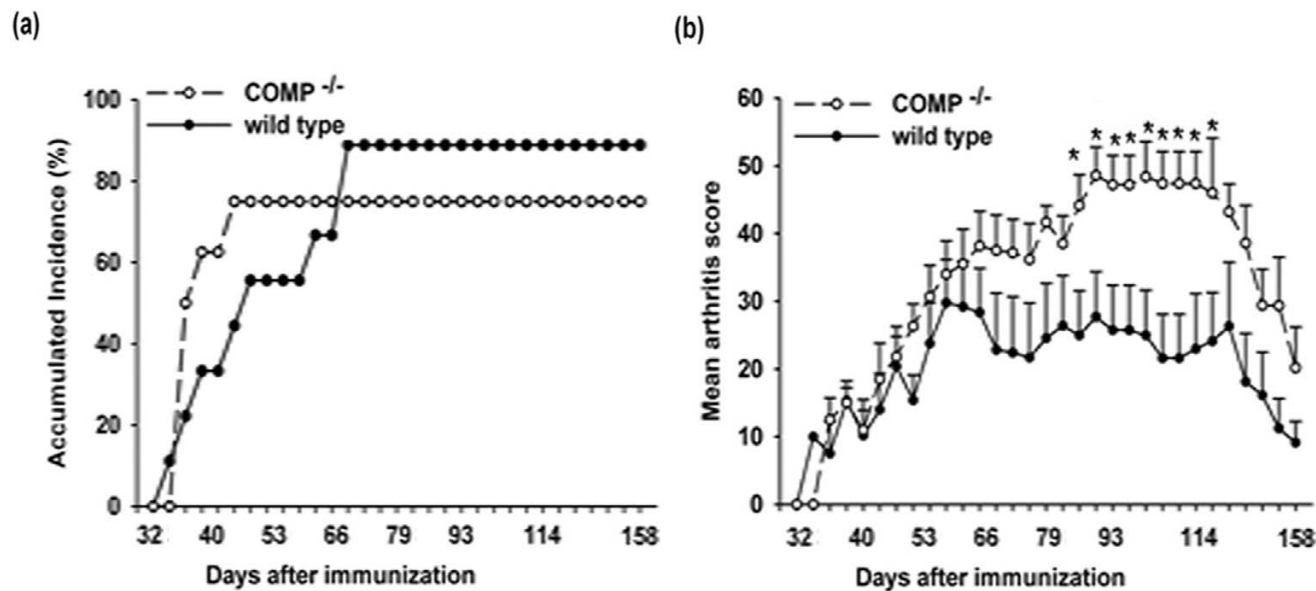 (a)
COMP -/-
wild type
Accumulated Incidence (%)
100
80
60
40
20
0
32 40 53 66 79 93 114 158
Days after immunization
(b)
COMP -/-
wild type
Mean arthritis score
60
50
40
30
20
10
0
* * * * * * * * *
32 40 53 66 79 93 114 158
Days after immunization